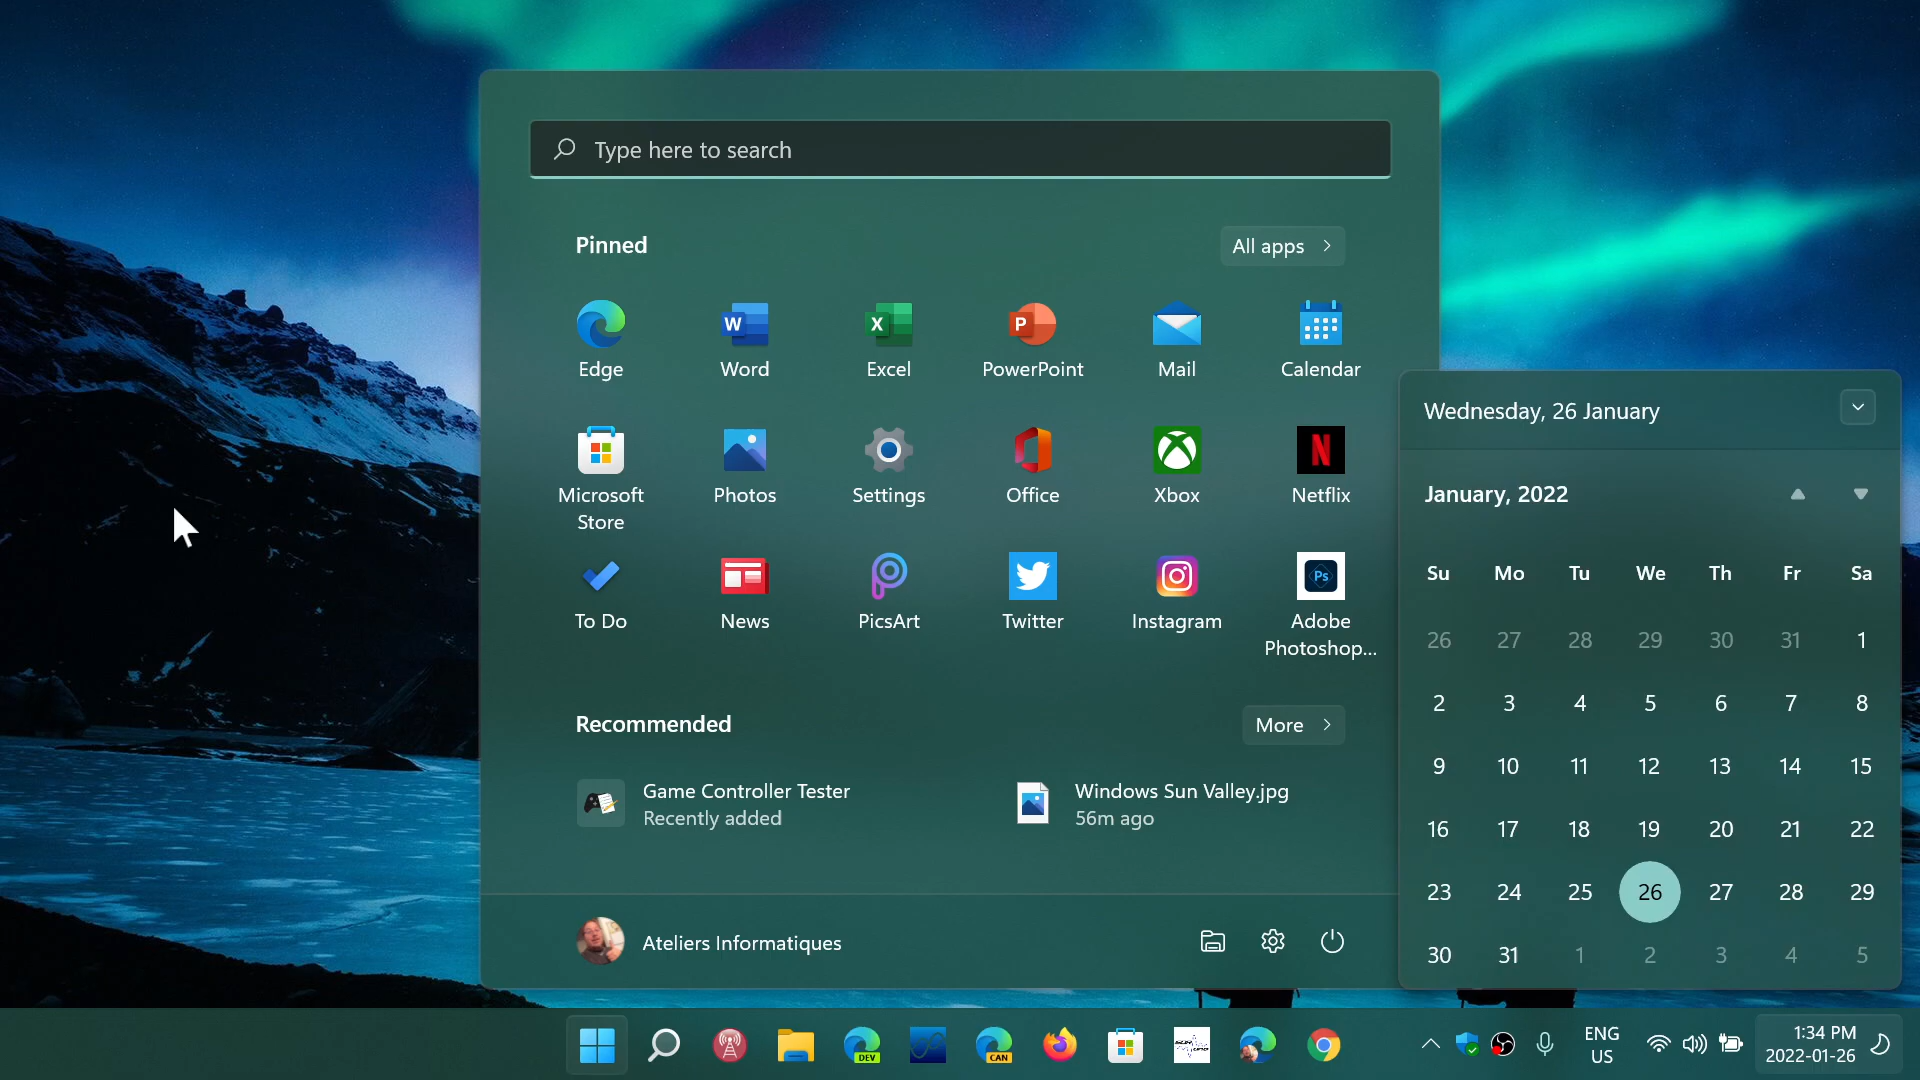 Type here to search
Pinned
All apps
Edge
W
Word
X
Excel
P
PowerPoint
Mail
Calendar
Microsoft
Store
Photos
Settings
Office
Xbox
N
Netflix
To Do
News
PicsArt
Twitter
Instagram
Ps
Adobe
Photoshop...
Recommended
More
Game Controller Tester
Recently added
Windows Sun Valley.jpg
56m ago
Ateliers Informatiques
Wednesday, 26 January
January, 2022
Su Mo Tu We Th Fr Sa
26 27 28 29 30 31 1
2 3 4 5 6 7 8
9 10 11 12 13 14 15
16 17 18 19 20 21 22
23 24 25 26 27 28 29
30 31 1 2 3 4 5
DEV
CAN
ENG
US
1:34 PM
2022-01-26